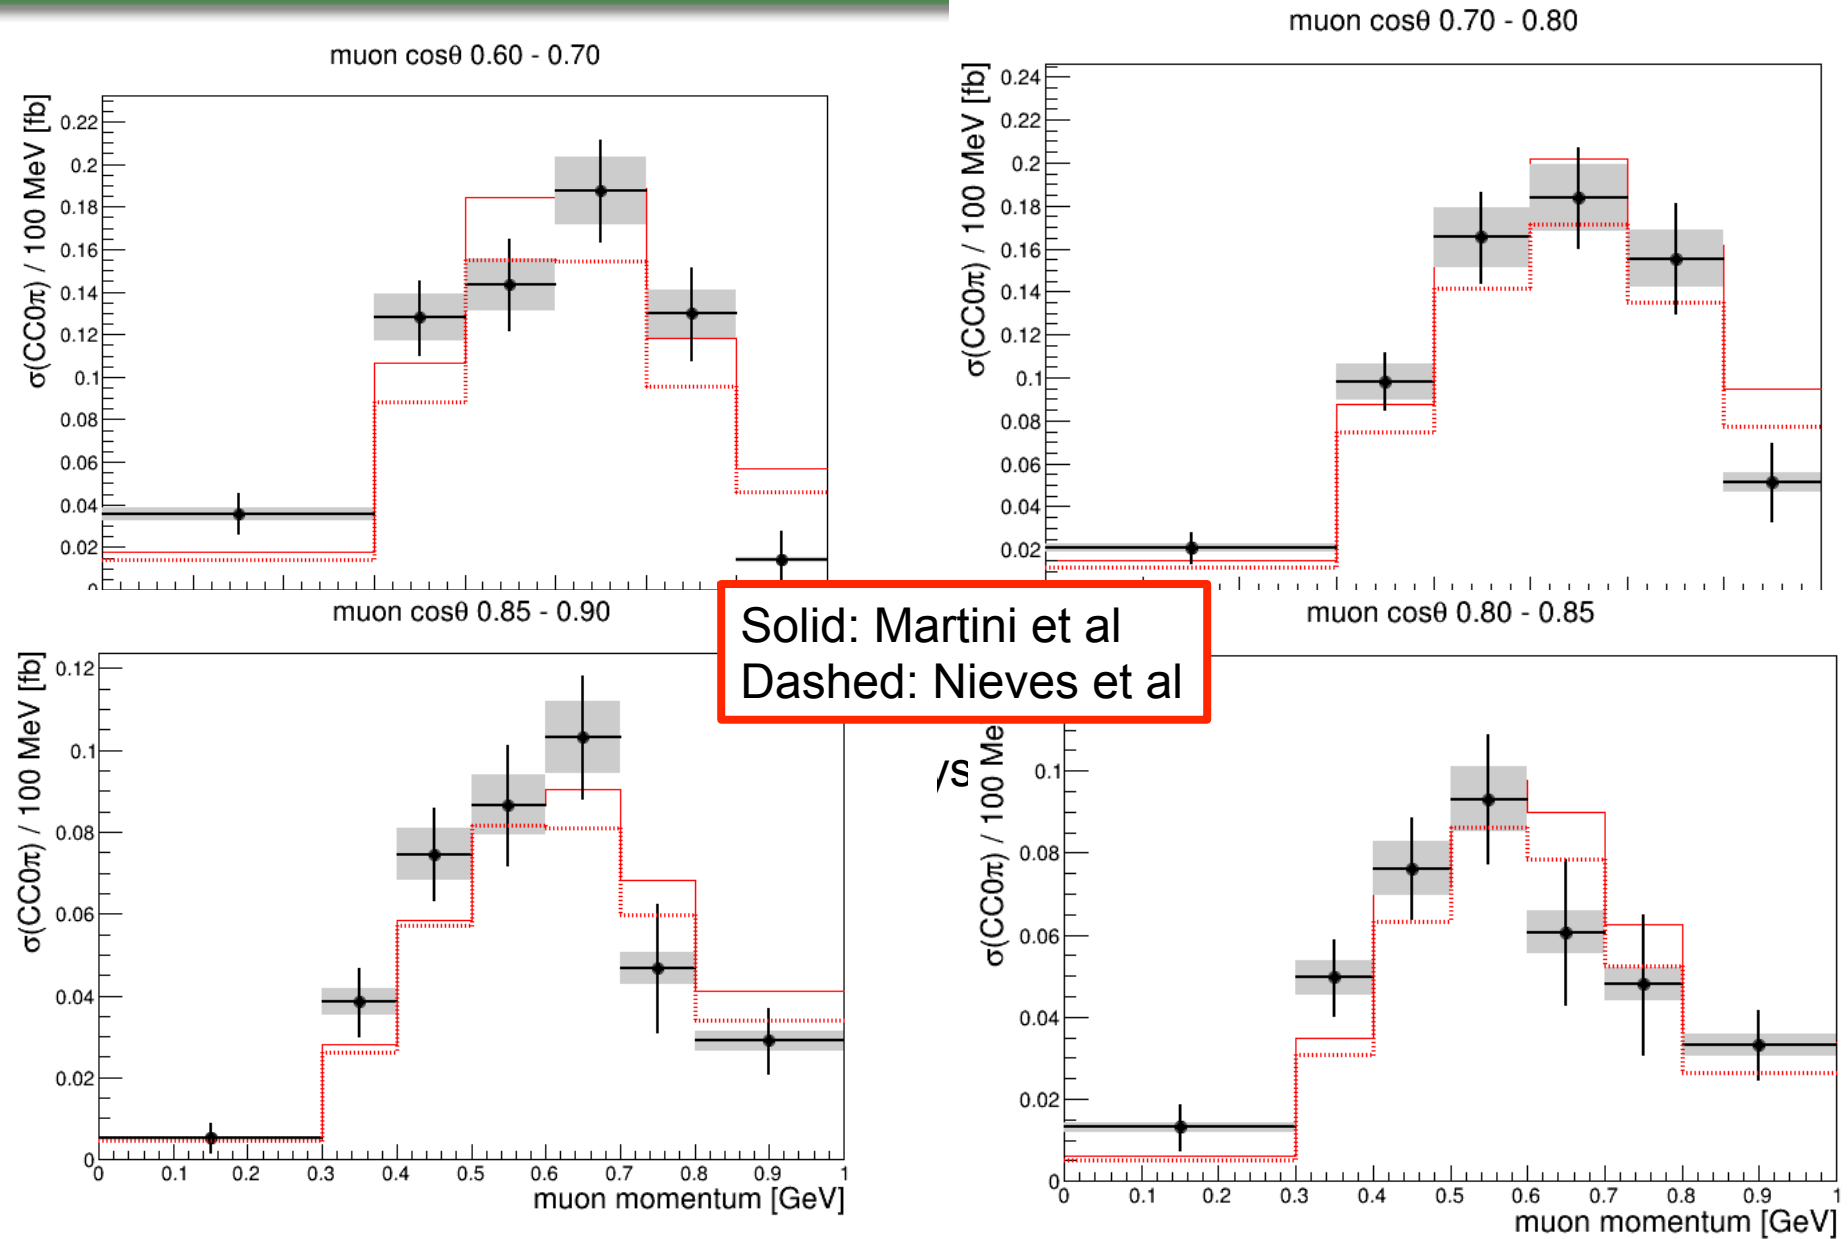 muon cosθ 0.60 - 0.70
σ(CC0π) / 100 MeV [fb]
0.22
0.2
0.18
0.16
0.14
0.12
0.1
0.08
0.06
0.04
0.02
muon cosθ 0.70 - 0.80
σ(CC0π) / 100 MeV [fb]
0.24
0.22
0.2
0.18
0.16
0.14
0.12
0.1
0.08
0.06
0.04
0.02
Solid: Martini et al
Dashed: Nieves et al
muon cosθ 0.85 - 0.90
σ(CC0π) / 100 MeV [fb]
0.12
0.1
0.08
0.06
0.04
0.02
0
0 0.1 0.2 0.3 0.4 0.5 0.6 0.7 0.8 0.9 1
muon momentum [GeV]
muon cosθ 0.80 - 0.85
σ(CC0π) / 100 Me
0.1
0.08
0.06
0.04
0.02
0
0 0.1 0.2 0.3 0.4 0.5 0.6 0.7 0.8 0.9 1
muon momentum [GeV]